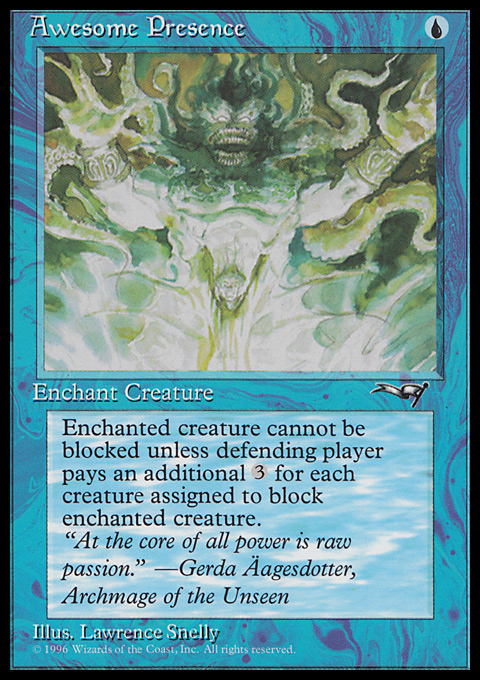 Awesome Presence
Enchant Creature
Enchanted creature cannot be
blocked unless defending player
pays an additional 3 for each
creature assigned to block
enchanted creature.
“At the core of all power is raw
passion.” —Gerda Äagesdotter,
Archmage of the Unseen
Illus. Lawrence Snelly
© 1996 Wizards of the Coast, Inc. All rights reserved.